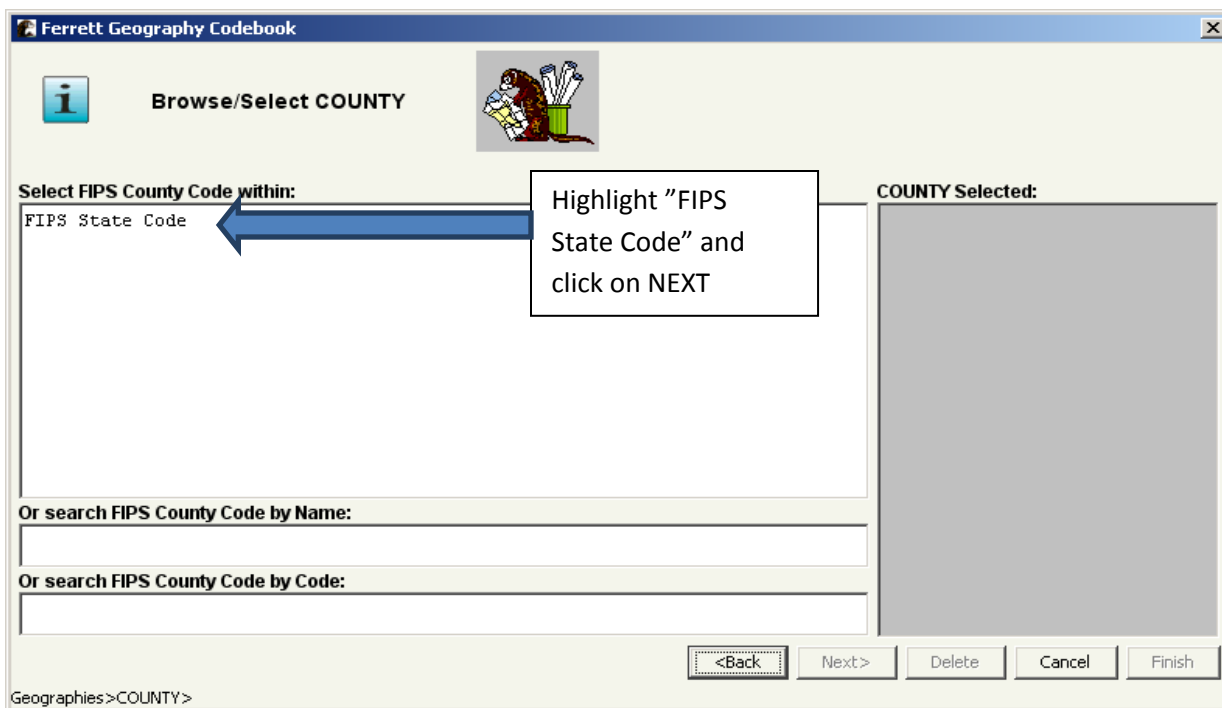 Ferrett Geography Codebook
Browse/Select COUNTY
Select FIPS County Code within:
FIPS State Code
Highlight ”FIPS
State Code” and
click on NEXT
COUNTY Selected:
Or search FIPS County Code by Name:
Or search FIPS County Code by Code:
<Back
Next>
Delete
Cancel
Finish
Geographies>COUNTY>